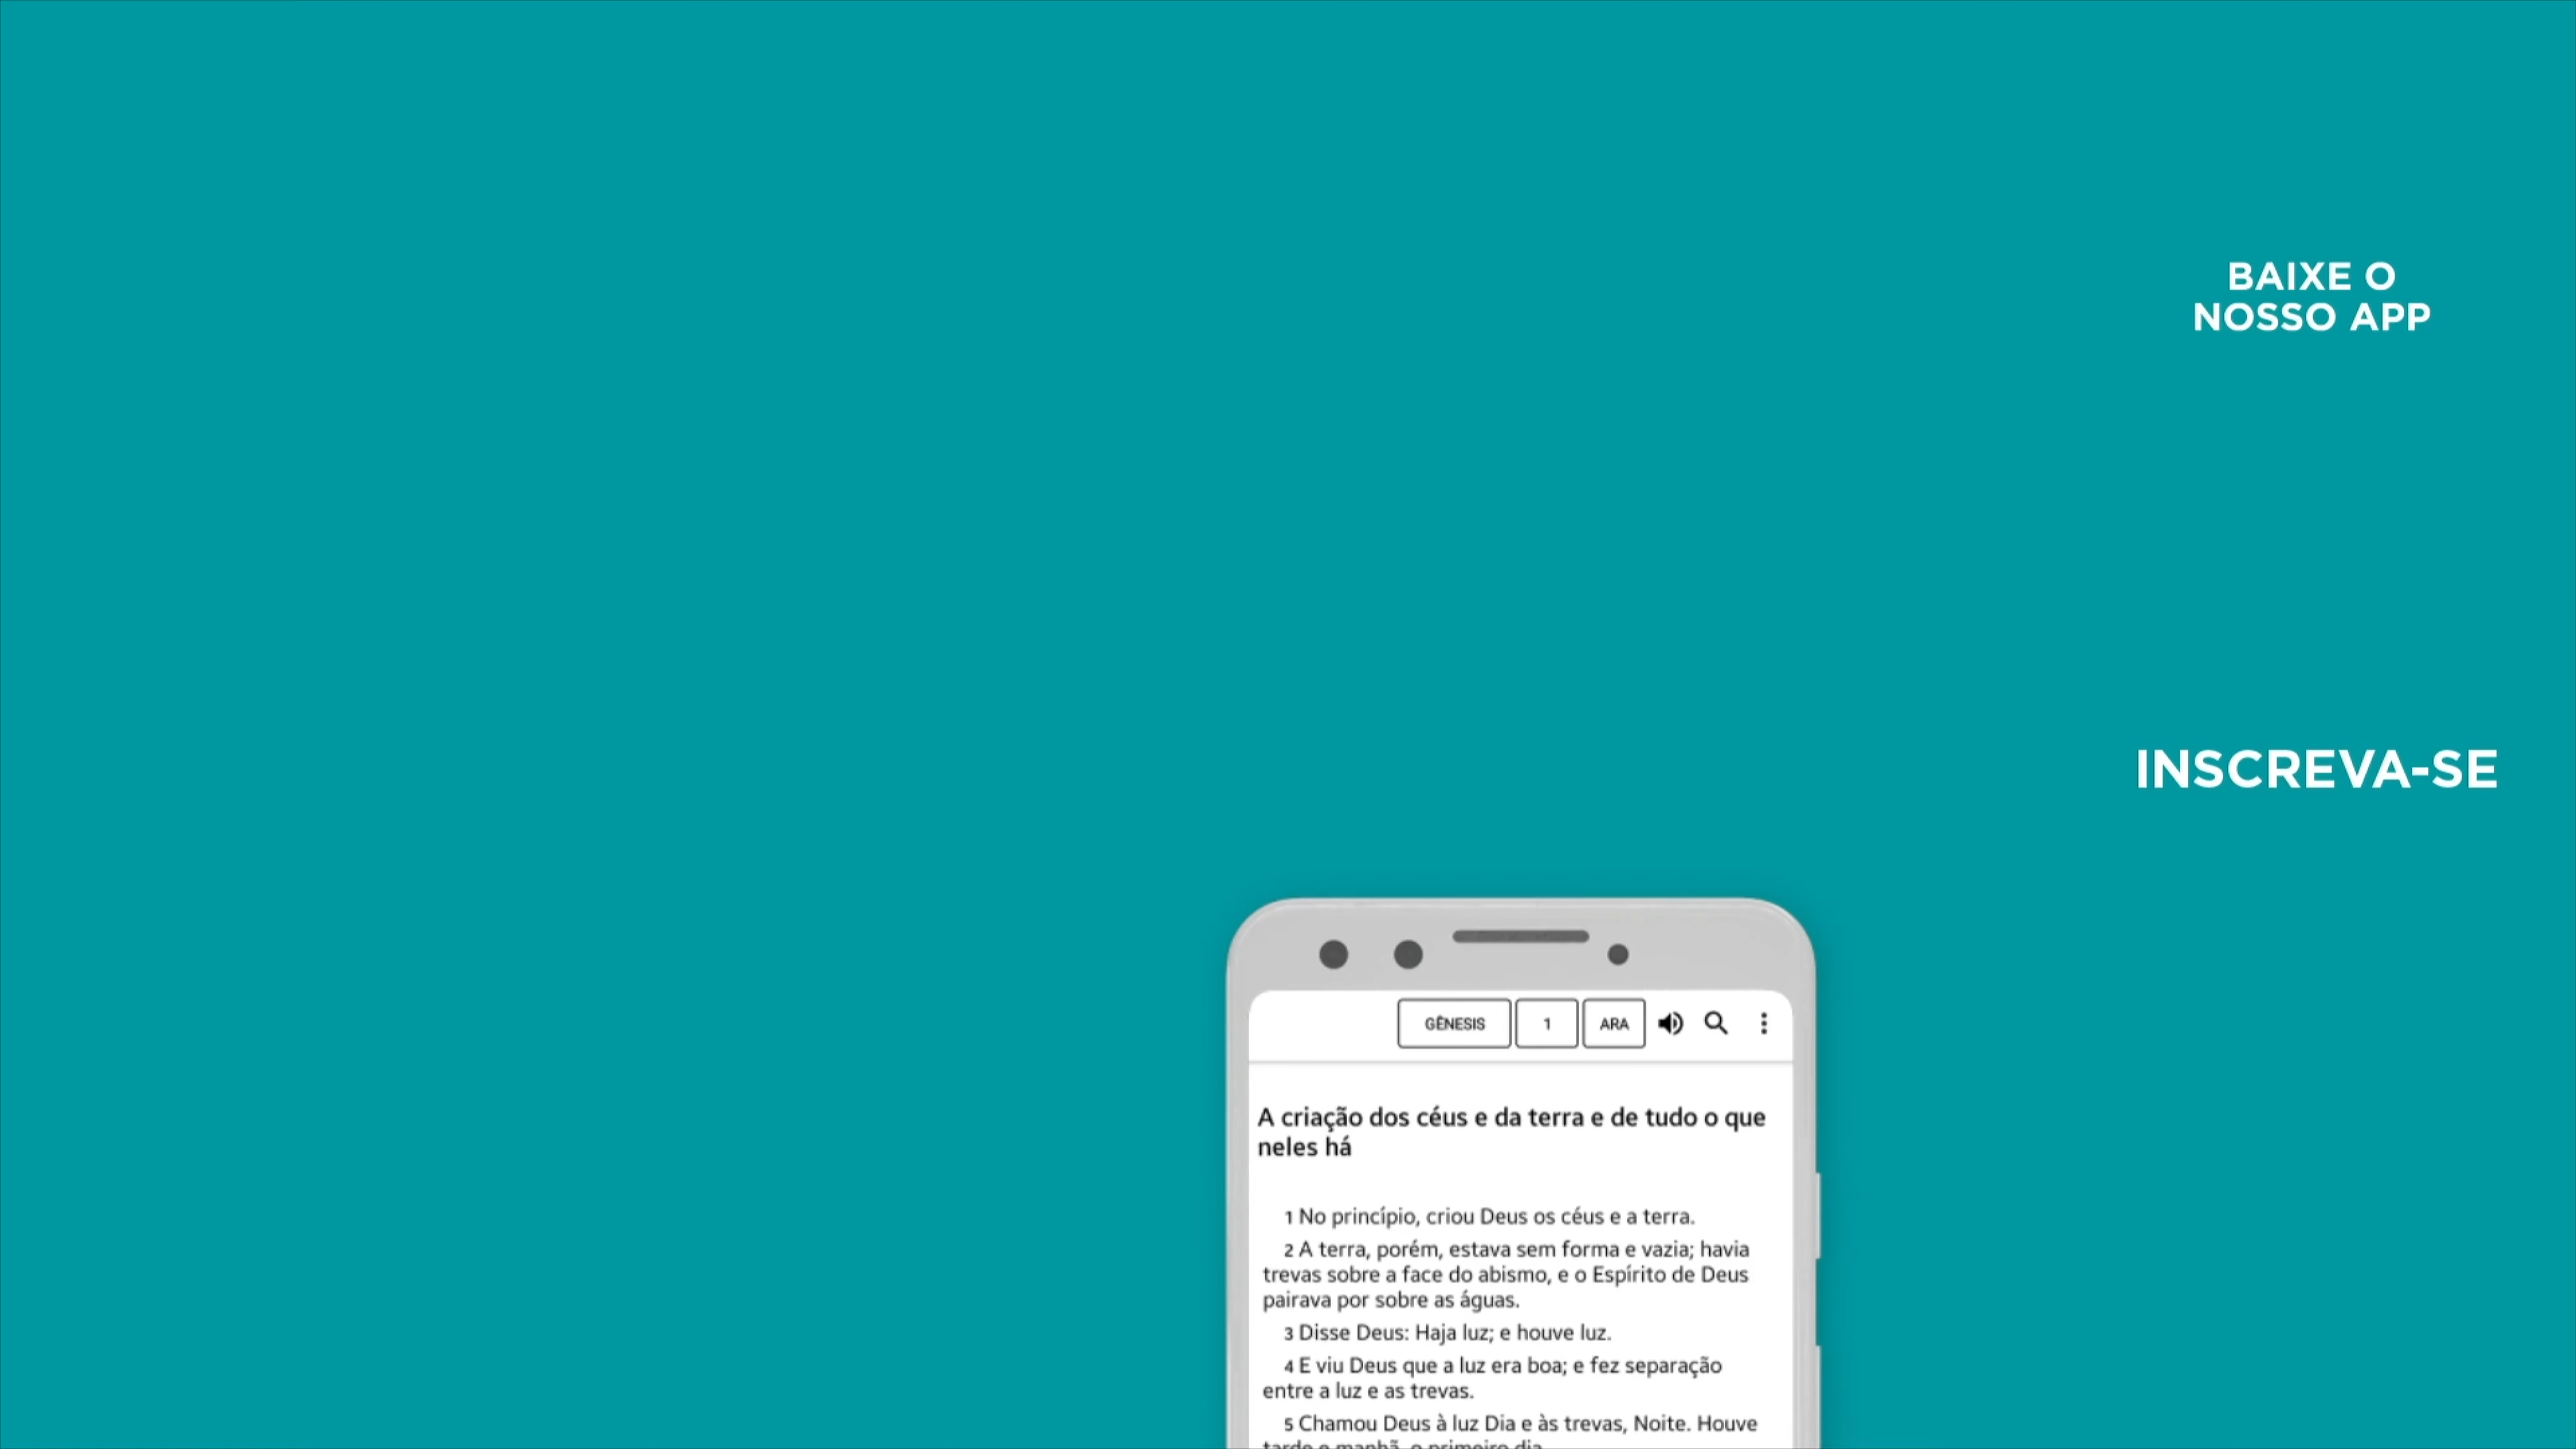 BAIXE O
NOSSO APP
INSCREVA-SE
GÊNESIS 1 ARA
A criação dos céus e da terra e de tudo o que
neles há
1 No princípio, criou Deus os céus e a terra.
2 A terra, porém, estava sem forma e vazia; havia
trevas sobre a face do abismo, e o Espírito de Deus
pairava por sobre as águas.
3 Disse Deus: Haja luz; e houve luz.
4 E viu Deus que a luz era boa; e fez separação
entre a luz e as trevas.
5 Chamou Deus à luz Dia e às trevas, Noite. Houve
tarde e manhã, o primeiro dia.